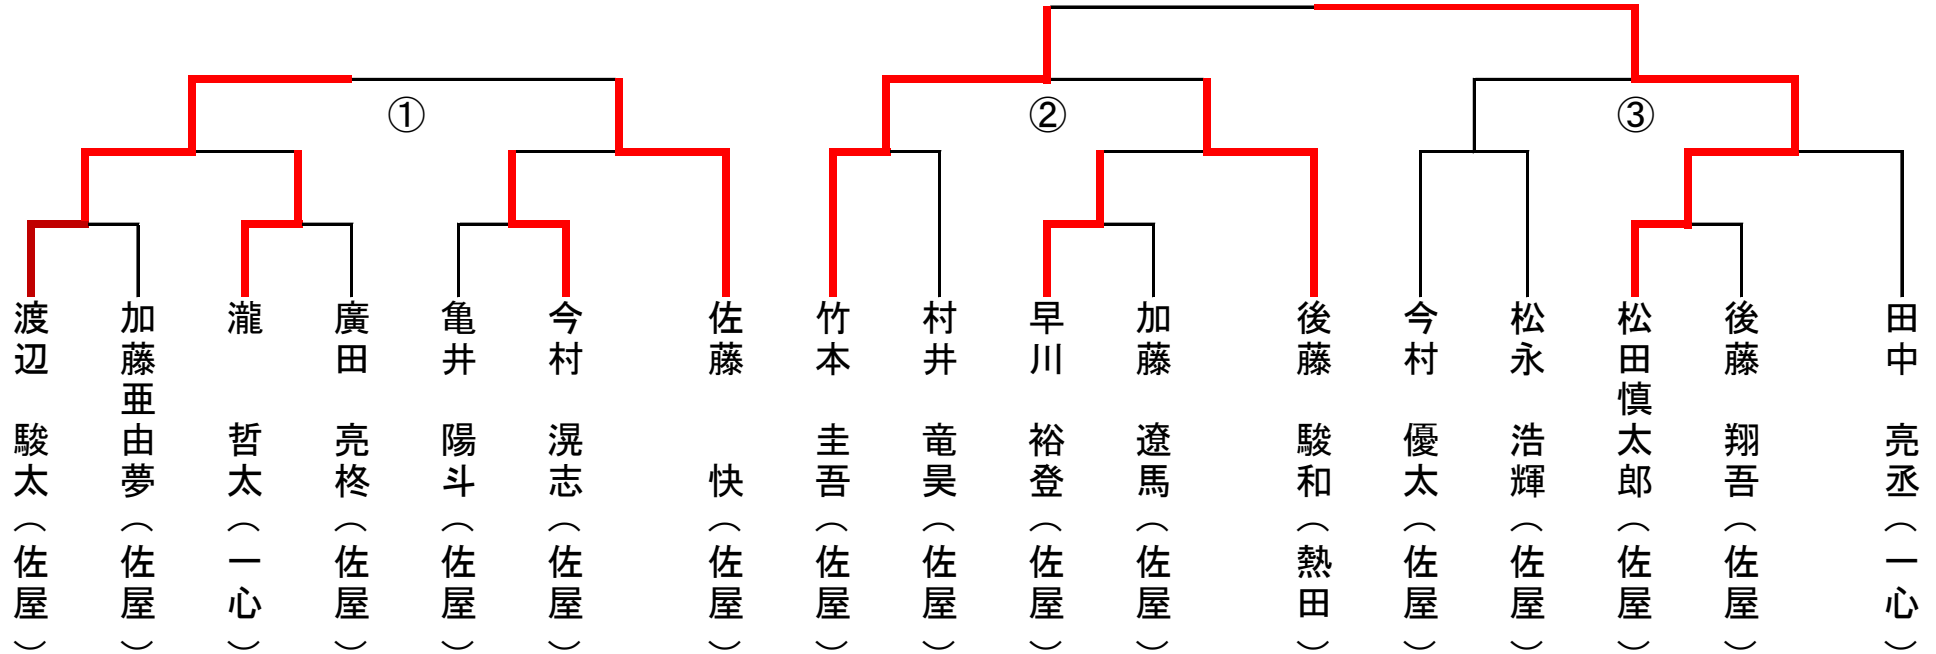 ①
②
③
渡辺　駿太（佐屋）
加藤亜由夢（佐屋）
瀧　哲太（一心）
廣田　亮柊（佐屋）
亀井　陽斗（佐屋）
今村　滉志（佐屋）
佐藤　快（佐屋）
竹本　圭吾（佐屋）
村井　竜昊（佐屋）
早川　裕登（佐屋）
加藤　遼馬（佐屋）
後藤　駿和（熱田）
今村　優太（佐屋）
松永　浩輝（佐屋）
松田慎太郎（佐屋）
後藤　翔吾（佐屋）
田中　亮丞（一心）